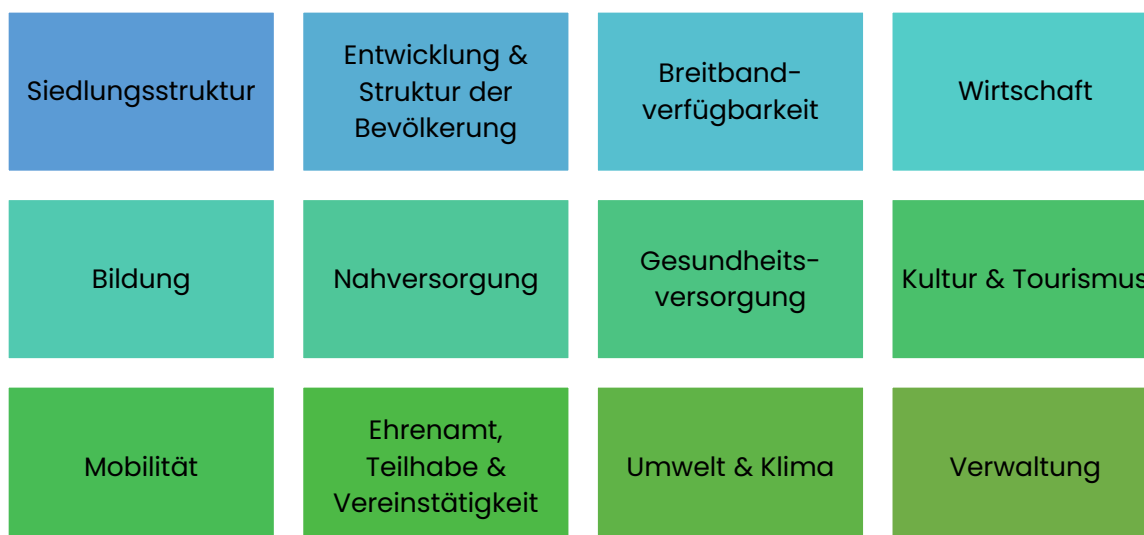 Siedlungsstruktur
Entwicklung &
Struktur der
Bevölkerung
Breitband-
verfügbarkeit
Wirtschaft
Bildung
Nahversorgung
Gesundheits-
versorgung
Kultur & Tourismus
Mobilität
Ehrenamt,
Teilhabe &
Vereinstätigkeit
Umwelt & Klima
Verwaltung